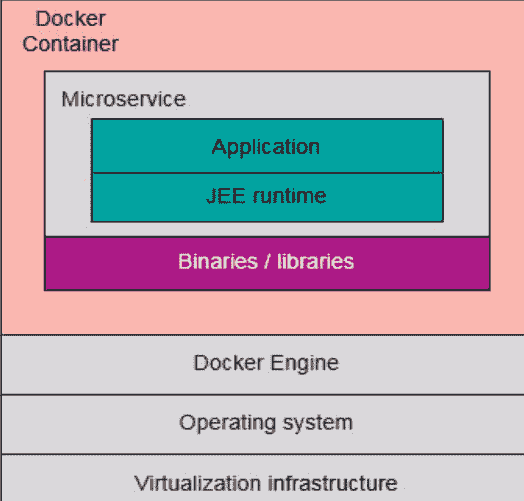 Docker
Container
Microservice
Application
JEE runtime
Binaries / libraries
Docker Engine
Operating system
Virtualization infrastructure